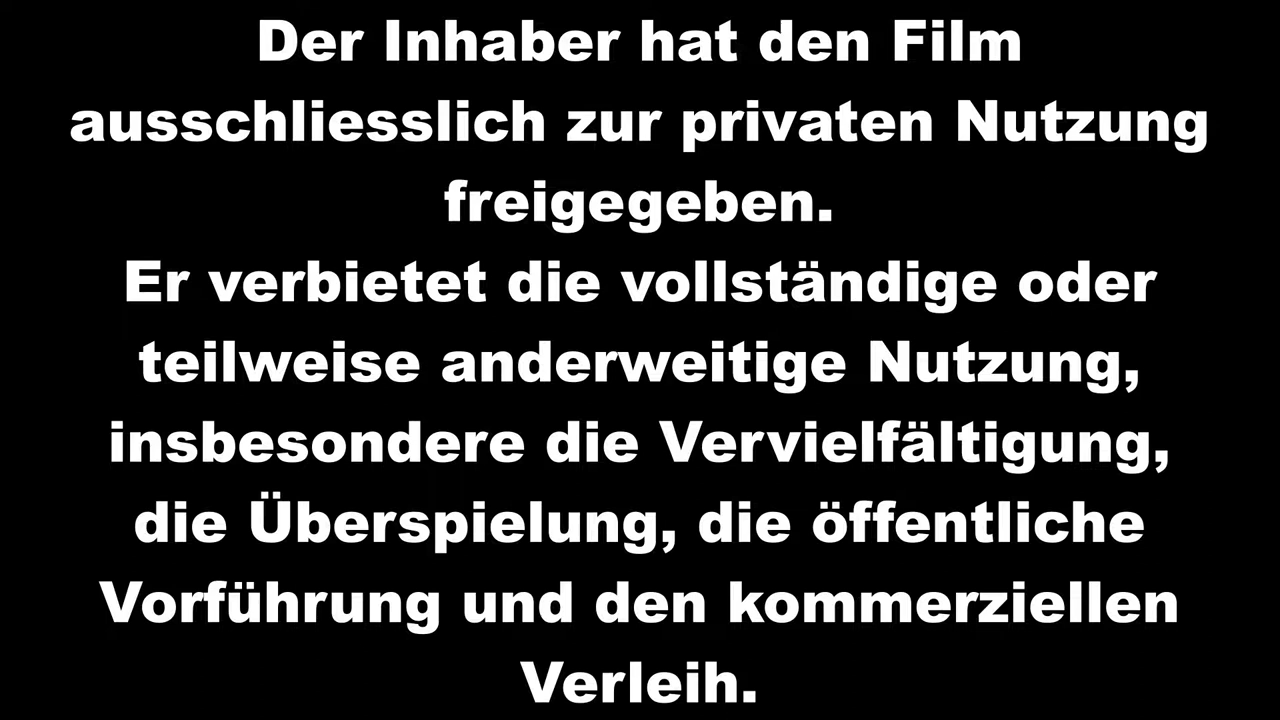 Der Inhaber hat den Film
ausschliesslich zur privaten Nutzung
freigegeben.
Er verbietet die vollständige oder
teilweise anderweitige Nutzung,
insbesondere die Vervielfältigung,
die Überspielung, die öffentliche
Vorführung und den kommerziellen
Verleih.